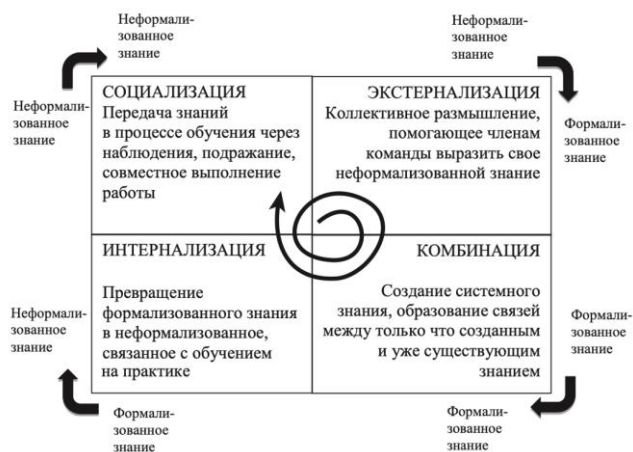 Неформали-
зованное
знание
Неформали-
зованное
знание
Неформали-
зованное
знание
Формали-
зованное
знание
СОЦИАЛИЗАЦИЯ
Передача знаний
в процессе обучения через
наблюдения, подражание,
совместное выполнение
работы
ЭКСТЕРНАЛИЗАЦИЯ
Коллективное размышление,
помогающее членам
команды выразить свое
неформализованной знание
ИНТЕРНАЛИЗАЦИЯ
Превращение
формализованного знания
в неформализованное,
связанное с обучением
на практике
КОМБИНАЦИЯ
Создание системного
знания, образование связей
между только что созданным
и уже существующим
знанием
Неформали-
зованное
знание
Формали-
зованное
знание
Формали-
зованное
знание
Формали-
зованное
знание